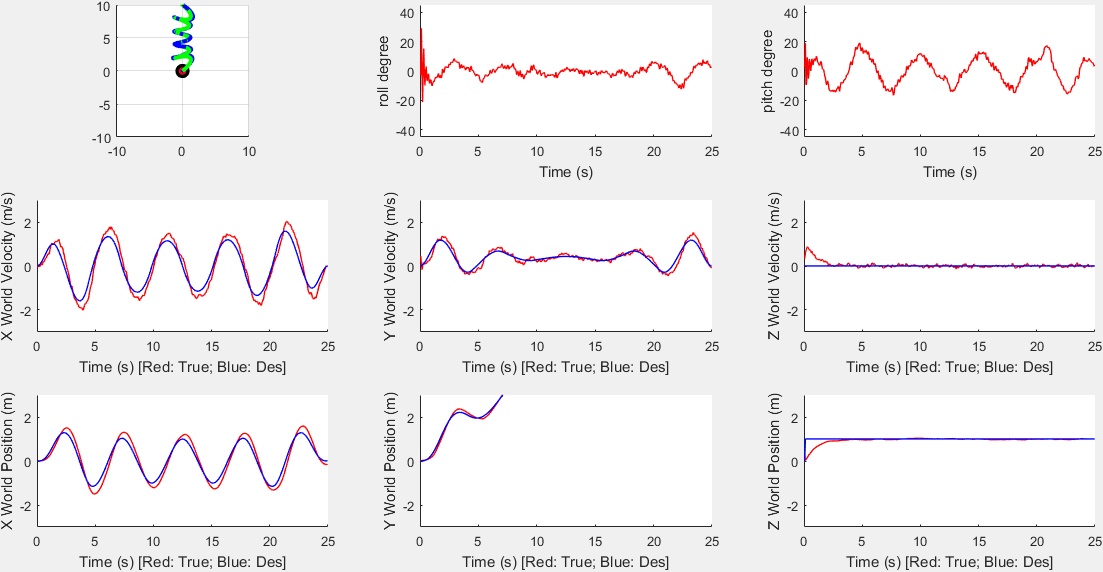 10
5
0
-5
-10
-10 0 10
roll degree
40
20
0
-20
-40
0 5 10 15 20 25
Time (s)
pitch degree
40
20
0
-20
-40
0 5 10 15 20 25
Time (s)
X World Velocity (m/s)
2
0
-2
0 5 10 15 20 25
Time (s) [Red: True; Blue: Des]
Y World Velocity (m/s)
2
0
-2
0 5 10 15 20 25
Time (s) [Red: True; Blue: Des]
Z World Velocity (m/s)
2
0
-2
0 5 10 15 20 25
Time (s) [Red: True; Blue: Des]
X World Position (m)
2
0
-2
0 5 10 15 20 25
Time (s) [Red: True; Blue: Des]
Y World Position (m)
2
0
-2
0 5 10 15 20 25
Time (s) [Red: True; Blue: Des]
Z World Position (m)
2
0
-2
0 5 10 15 20 25
Time (s) [Red: True; Blue: Des]